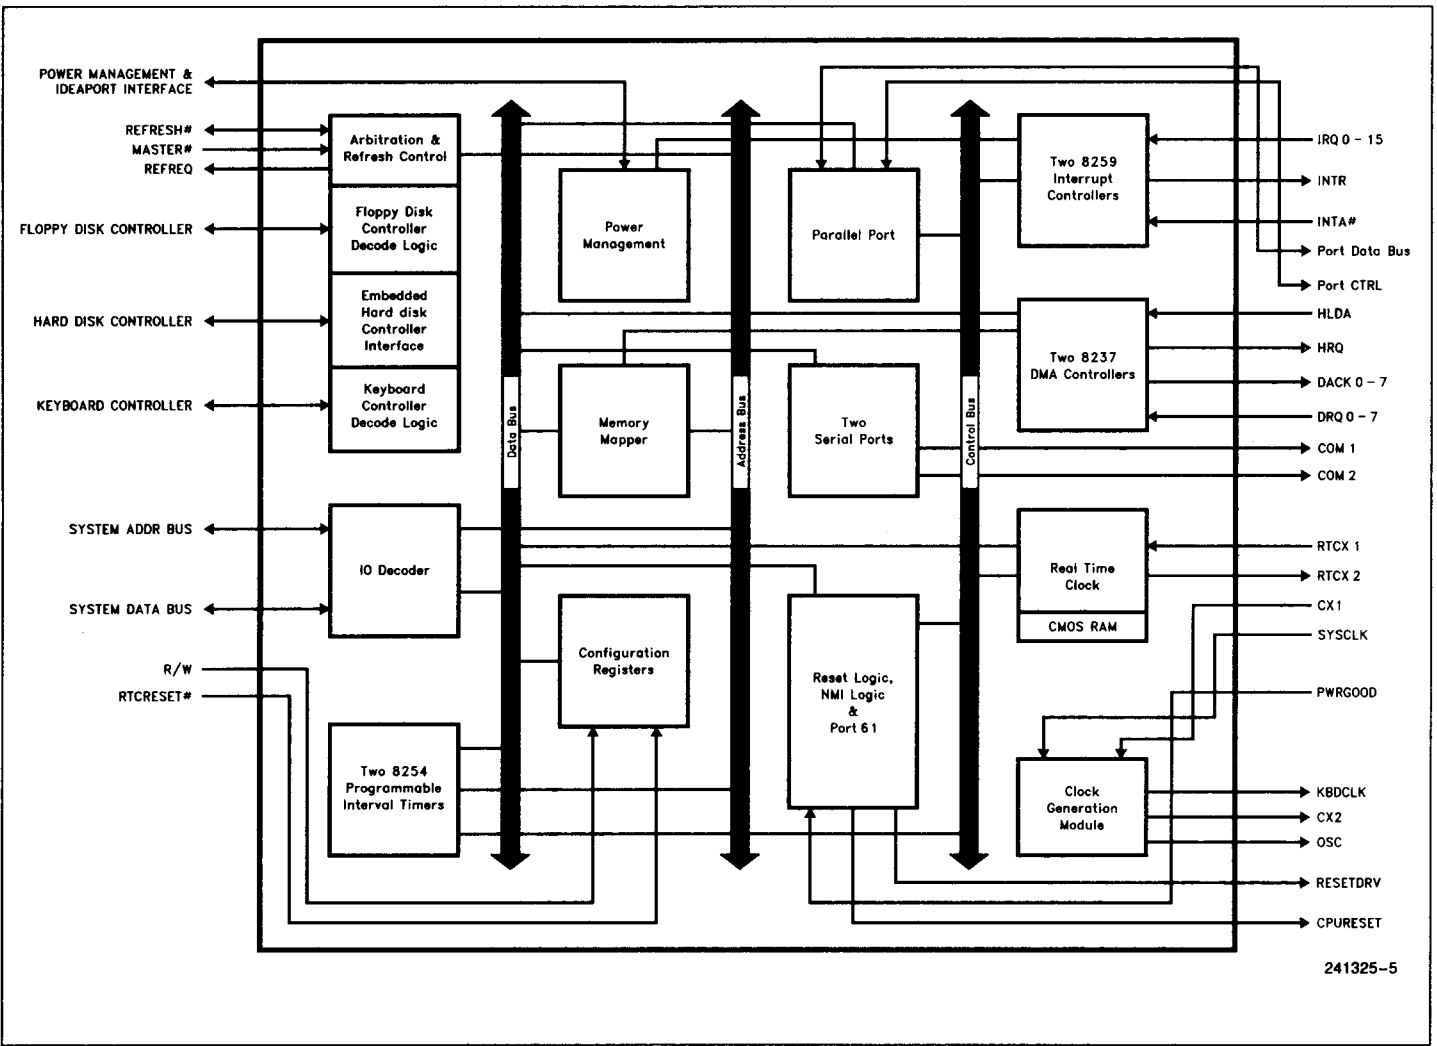 POWER MANAGEMENT &
IDEAPORT INTERFACE
REFRESH#
MASTER#
REFREQ
FLOPPY DISK CONTROLLER
HARD DISK CONTROLLER
KEYBOARD CONTROLLER
SYSTEM ADDR BUS
SYSTEM DATA BUS
R/W
RTCRESET#
Arbitration &
Refresh Control
Floppy Disk
Controller
Decode Logic
Embedded
Hard disk
Controller
Interface
Keyboard
Controller
Decode Logic
IO Decoder
Two 8254
Programmable
Interval Timers
Data Bus
Power
Management
Memory
Mapper
Configuration
Registers
Address Bus
Parallel Port
Two
Serial Ports
Reset Logic,
NMI Logic
&
Port 61
Control Bus
Two 8259
Interrupt
Controllers
Two 8237
DMA Controllers
Real Time
Clock
CMOS RAM
Clock
Generation
Module
IRQ 0 - 15
INTR
INTA#
Port Data Bus
Port CTRL
HLDA
HRQ
DACK 0 - 7
DRQ 0 - 7
COM 1
COM 2
RTCX 1
RTCX 2
CX1
SYSCLK
PWRGOOD
KBDCLK
CX2
OSC
RESETDRV
CPURESET
241325-5